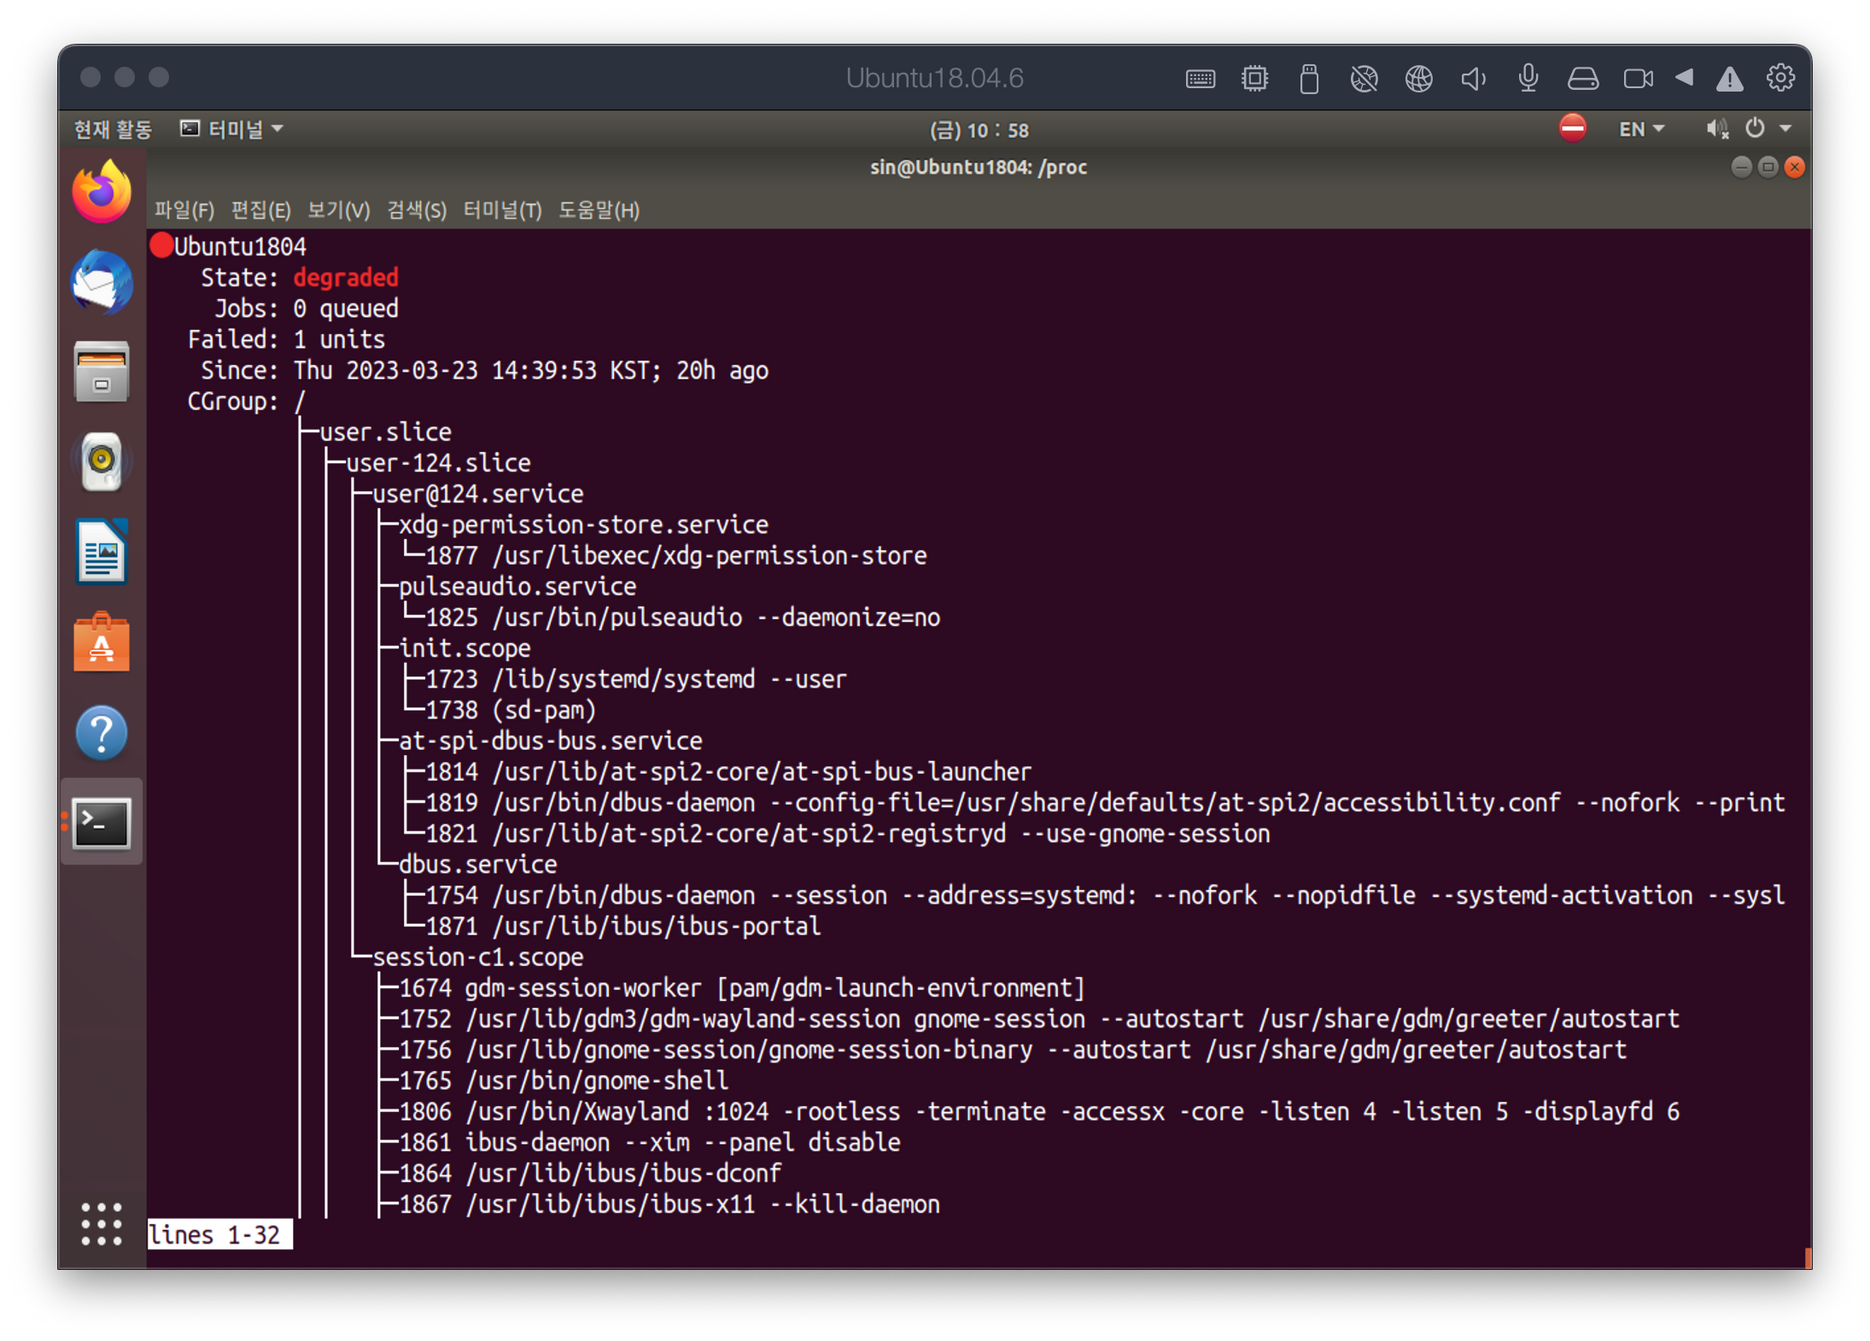 Ubuntu18.04.6
현재 활동 터미널 (금) 10 : 58 EN
sin@Ubuntu1804: /proc
파일(F) 편집(E) 보기(V) 검색(S) 터미널(T) 도움말(H)
●Ubuntu1804
State: degraded
Jobs: 0 queued
Failed: 1 units
Since: Thu 2023-03-23 14:39:53 KST; 20h ago
CGroup: /
├─user.slice
│ ├─user-124.slice
│ │ ├─user@124.service
│ │ │ ├─xdg-permission-store.service
│ │ │ │ └─1877 /usr/libexec/xdg-permission-store
│ │ │ ├─pulseaudio.service
│ │ │ │ └─1825 /usr/bin/pulseaudio --daemonize=no
│ │ │ ├─init.scope
│ │ │ │ ├─1723 /lib/systemd/systemd --user
│ │ │ │ └─1738 (sd-pam)
│ │ │ ├─at-spi-dbus-bus.service
│ │ │ │ ├─1814 /usr/lib/at-spi2-core/at-spi-bus-launcher
│ │ │ │ ├─1819 /usr/bin/dbus-daemon --config-file=/usr/share/defaults/at-spi2/accessibility.conf --nofork --print
│ │ │ │ └─1821 /usr/lib/at-spi2-core/at-spi2-registryd --use-gnome-session
│ │ │ └─dbus.service
│ │ │ ├─1754 /usr/bin/dbus-daemon --session --address=systemd: --nofork --nopidfile --systemd-activation --sysl
│ │ │ └─1871 /usr/lib/ibus/ibus-portal
│ │ └─session-c1.scope
│ │ ├─1674 gdm-session-worker [pam/gdm-launch-environment]
│ │ ├─1752 /usr/lib/gdm3/gdm-wayland-session gnome-session --autostart /usr/share/gdm/greeter/autostart
│ │ ├─1756 /usr/lib/gnome-session/gnome-session-binary --autostart /usr/share/gdm/greeter/autostart
│ │ ├─1765 /usr/bin/gnome-shell
│ │ ├─1806 /usr/bin/Xwayland :1024 -rootless -terminate -accessx -core -listen 4 -listen 5 -displayfd 6
│ │ ├─1861 ibus-daemon --xim --panel disable
│ │ ├─1864 /usr/lib/ibus/ibus-dconf
│ │ ├─1867 /usr/lib/ibus/ibus-x11 --kill-daemon
lines 1-32